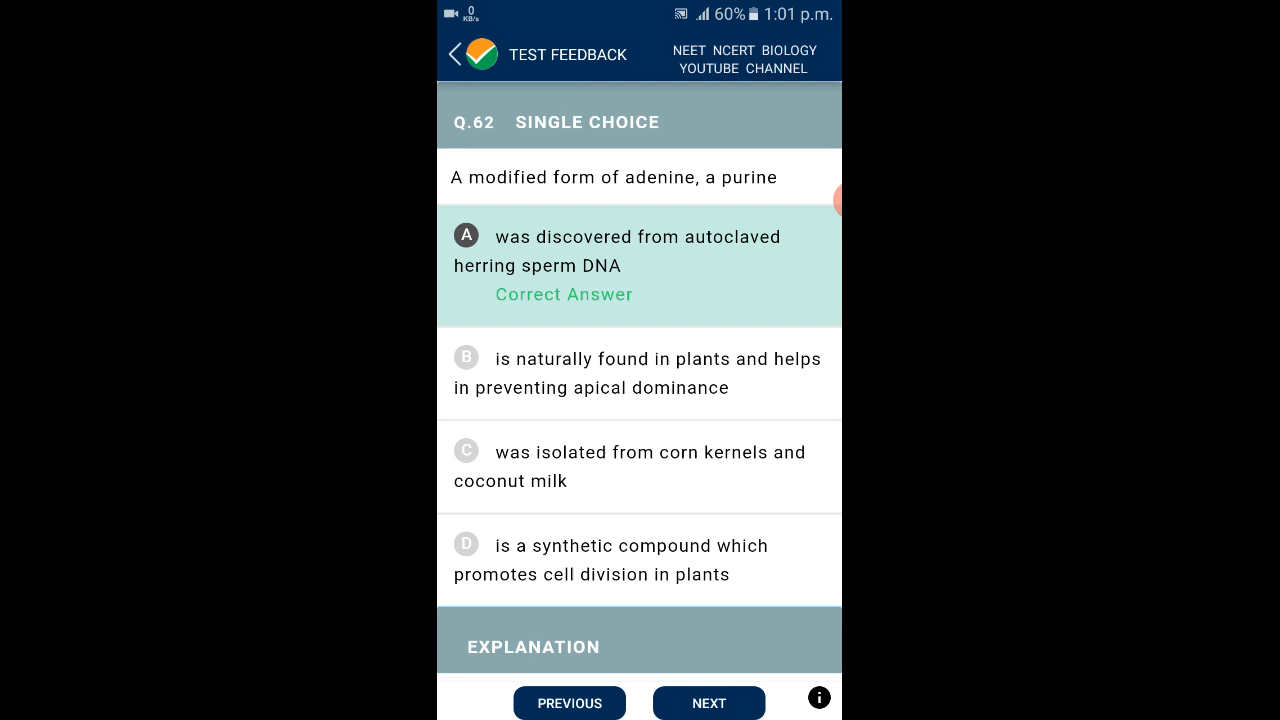 0
KB/s
60% 1:01 p.m.
TEST FEEDBACK
NEET NCERT BIOLOGY
YOUTUBE CHANNEL
Q.62 SINGLE CHOICE
A modified form of adenine, a purine
A was discovered from autoclaved
herring sperm DNA
Correct Answer
B is naturally found in plants and helps
in preventing apical dominance
C was isolated from corn kernels and
coconut milk
D is a synthetic compound which
promotes cell division in plants
EXPLANATION
PREVIOUS NEXT i